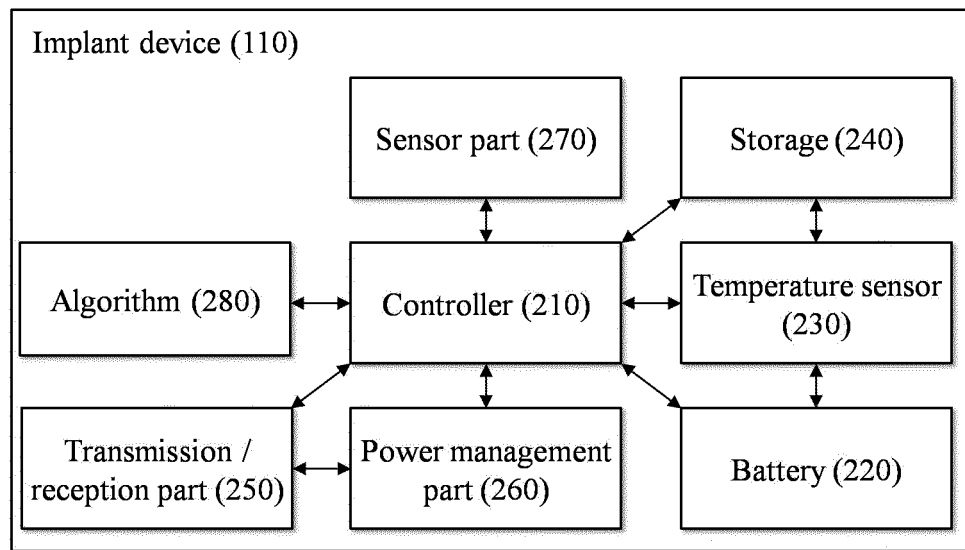 Implant device (110)
Sensor part (270)
Storage (240)
Algorithm (280)
Controller (210)
Temperature sensor
(230)
Transmission /
reception part (250)
Power management
part (260)
Battery (220)